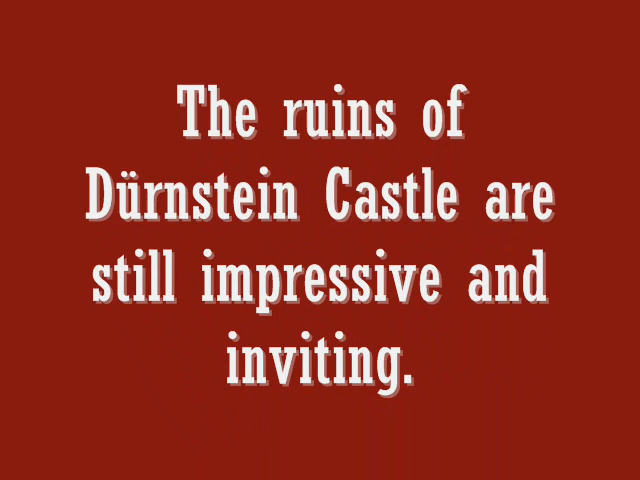 The ruins of
Dürnstein Castle are
still impressive and
inviting.